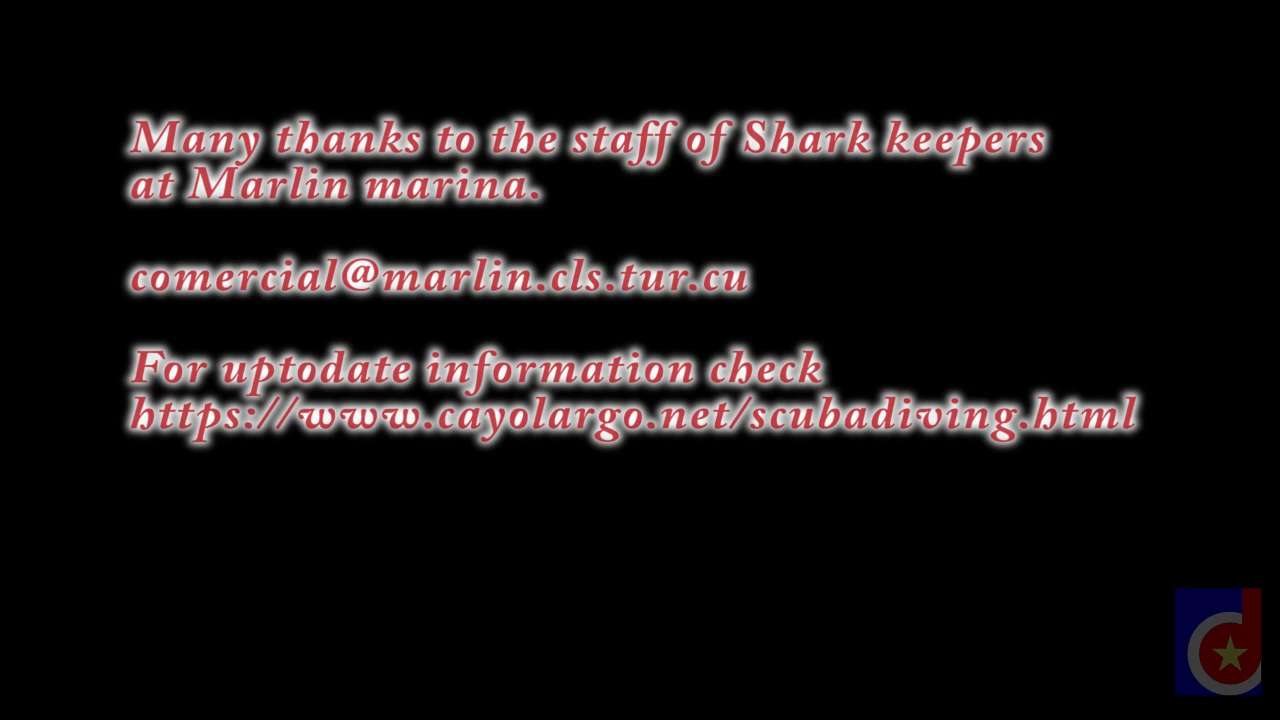 Many thanks to the staff of Shark keepers
at Marlin marina.
comercial@marlin.cls.tur.cu
For uptodate information check
https://www.cayolargo.net/scubadiving.html